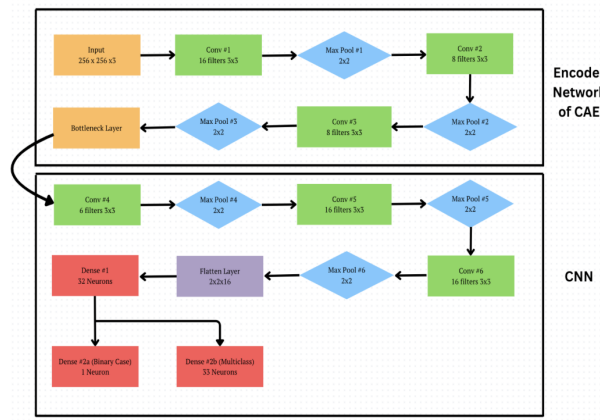 Input
256 x 256 x3
Conv #1
16 filters 3x3
Max Pool #1
2x2
Conv #2
8 filters 3x3
Encode
Network
of CAE
Bottleneck Layer
Max Pool #3
2x2
Conv #3
8 filters 3x3
Max Pool #2
2x2
Conv #4
6 filters 3x3
Max Pool #4
2x2
Conv #5
16 filters 3x3
Max Pool #5
2x2
CNN
Dense #1
32 Neurons
Flatten Layer
2x2x16
Max Pool #6
2x2
Conv #6
16 filters 3x3
Dense #2a (Binary Case)
1 Neuron
Dense #2b (Multiclass)
33 Neurons